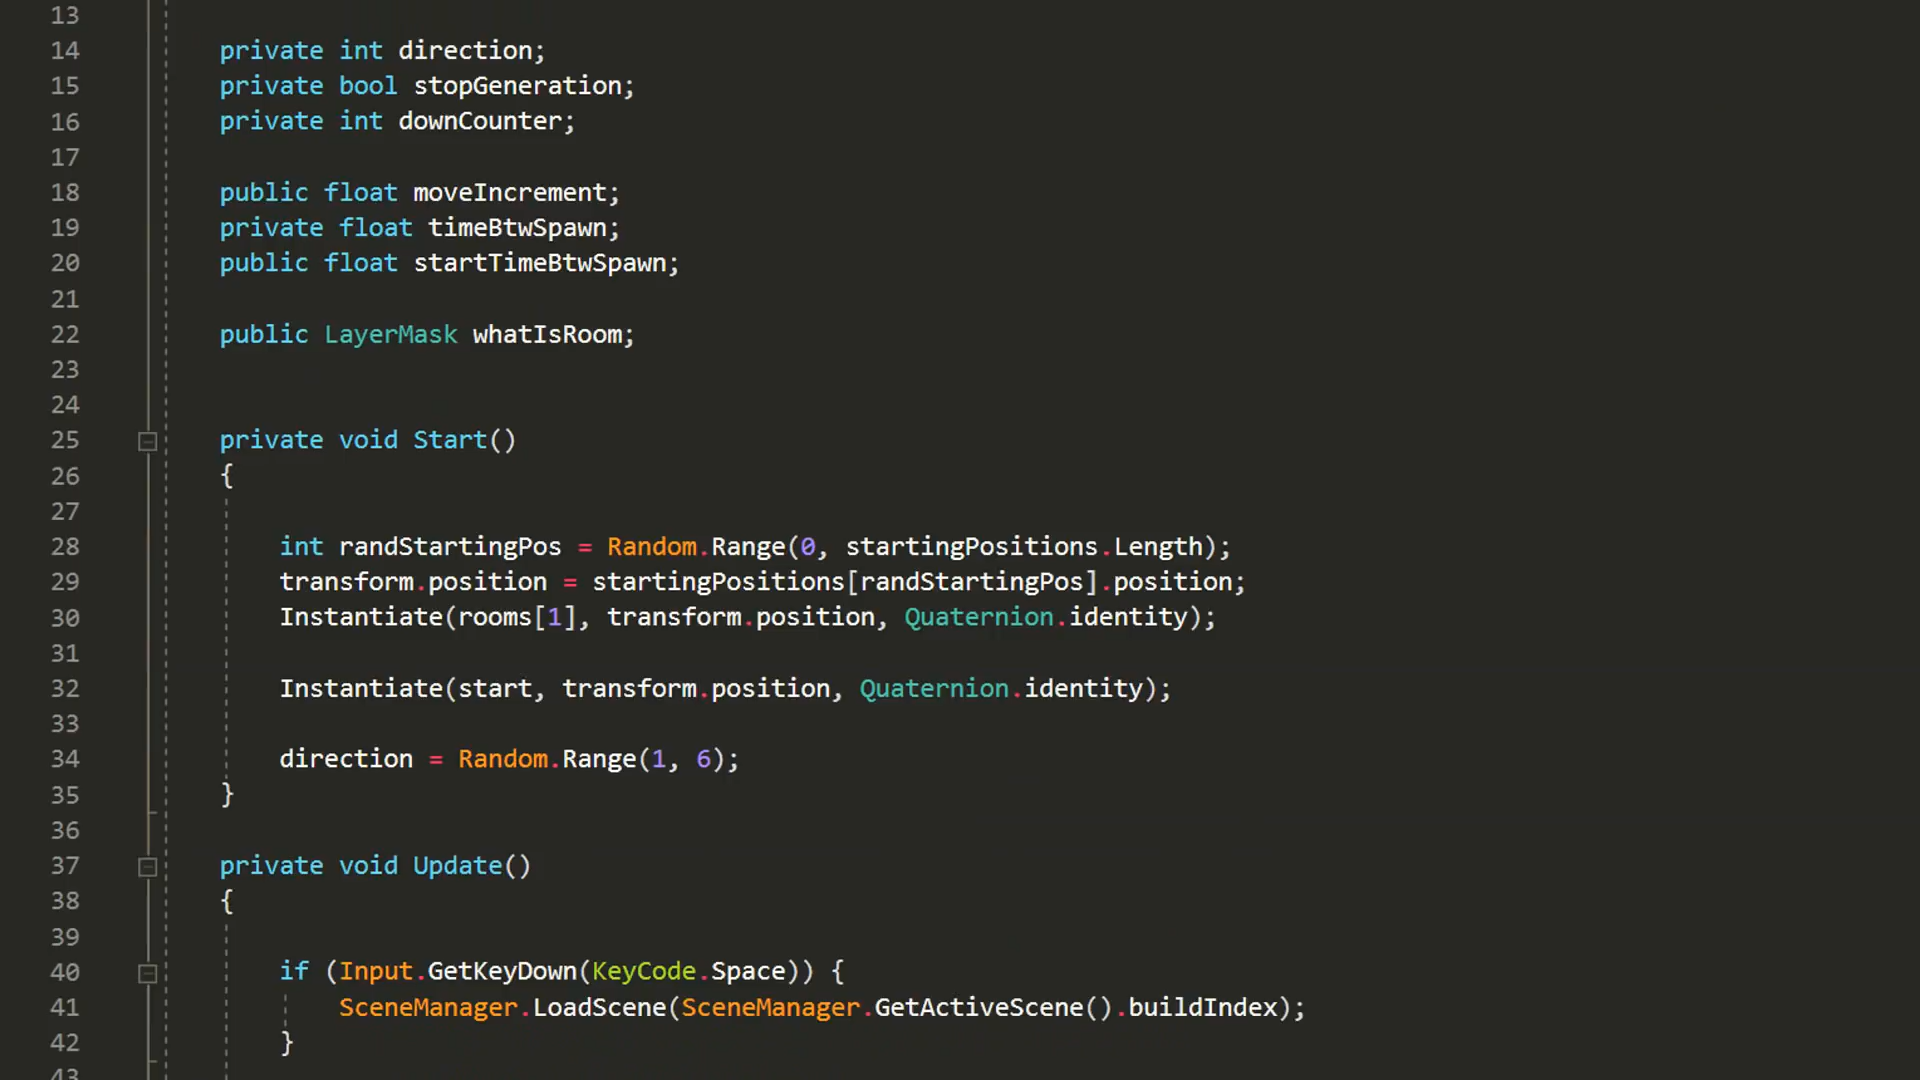 13
14 private int direction;
15 private bool stopGeneration;
16 private int downCounter;
17
18 public float moveIncrement;
19 private float timeBtwSpawn;
20 public float startTimeBtwSpawn;
21
22 public LayerMask whatIsRoom;
23
24
25 private void Start()
26 {
27
28 int randStartingPos = Random.Range(0, startingPositions.Length);
29 transform.position = startingPositions[randStartingPos].position;
30 Instantiate(rooms[1], transform.position, Quaternion.identity);
31
32 Instantiate(start, transform.position, Quaternion.identity);
33
34 direction = Random.Range(1, 6);
35 }
36
37 private void Update()
38 {
39
40 if (Input.GetKeyDown(KeyCode.Space)) {
41 SceneManager.LoadScene(SceneManager.GetActiveScene().buildIndex);
42 }
43